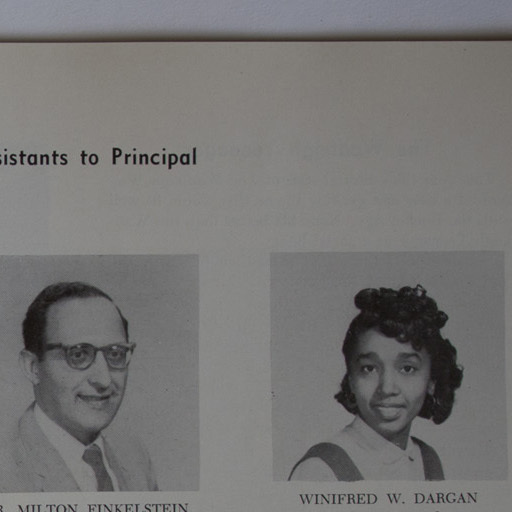 sistants to Principal
R. MILTON FINKELSTEIN
WINIFRED W. DARGAN